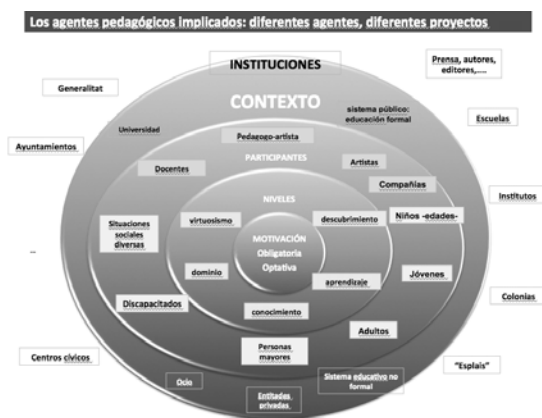 Los agentes pedagógicos implicados: diferentes agentes, diferentes proyectos
INSTITUCIONES
Prensa, autores,
editores,....
Generalitat
CONTEXTO
sistema público:
educación formal
Escuelas
Universidad
Pedagogo-artista
Ayuntamientos
PARTICIPANTES
Artistas
Docentes
Compañías
Institutos
NIVELES
Situaciones
sociales
diversas
virtuosismo
descubrimiento
Niños -edades-
MOTIVACIÓN
Obligatoria
Optativa
...
dominio
aprendizaje
Jóvenes
Discapacitados
conocimiento
Colonias
Adultos
Personas
mayores
Centros cívicos
"Esplais"
Ocio
Sistema educativo no
formal
Entidades
privadas